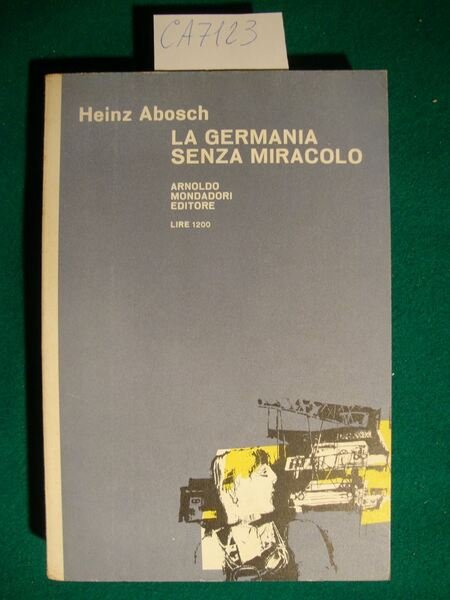 CA7123
Heinz Abosch
LA GERMANIA
SENZA MIRACOLO
ARNOLDO
MONDADORI
EDITORE
LIRE 1200